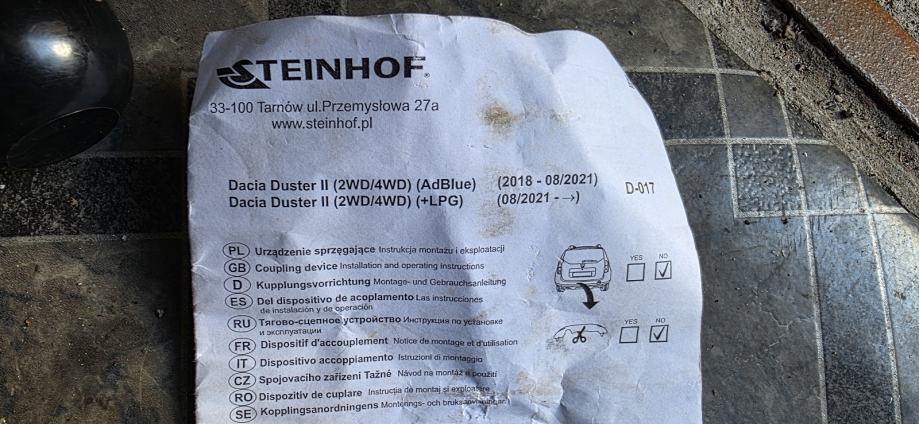 STEINHOF®
33-100 Tarnów ul.Przemysłowa 27a
www.steinhof.pl
Dacia Duster II (2WD/4WD) (AdBlue) (2018 - 08/2021)
Dacia Duster II (2WD/4WD) (+LPG) (08/2021 - →)
D-017
PL Urządzenie sprzęgające Instrukcja montażu i eksploatacji
GB Coupling device Installation and operating instructions
D Kupplungsvorrichtung Montage- und Gebrauchsanleitung
ES Del dispositivo de acoplamento Las instrucciones
de instalación y de operación
RU Тягово-сцепное устройство Инструкция по установке
и эксплуатации
FR Dispositif d'accouplement Notice de montage et d'utilisation
IT Dispositivo accoppiamento Istruzioni di montaggio
CZ Spojovacího zařízení Tažné Návod na montáž a použití
RO Dispozitiv de cuplare Instrucția de montaj și exploatare
SE Kopplingsanordningens Monterings- och bruksanvisningar
YES NO
YES NO